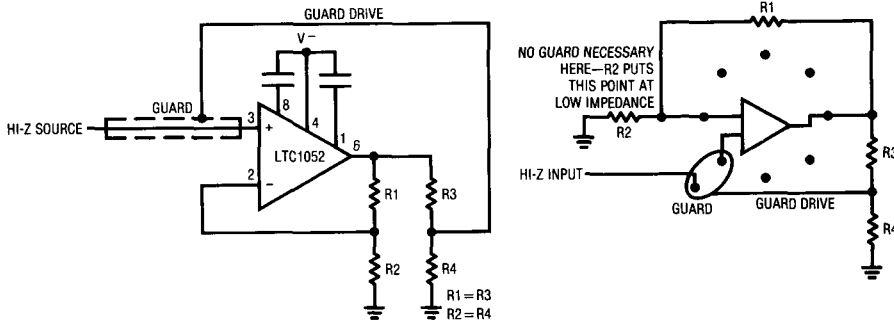 GUARD DRIVE
V−
GUARD
HI-Z SOURCE
3
+
8
4
1
6
LTC1052
2
−
R1
R3
R2
R4
R1 = R3
R2 = R4
R1
NO GUARD NECESSARY
HERE—R2 PUTS
THIS POINT AT
LOW IMPEDANCE
R2
R3
HI-Z INPUT
GUARD
GUARD DRIVE
R4